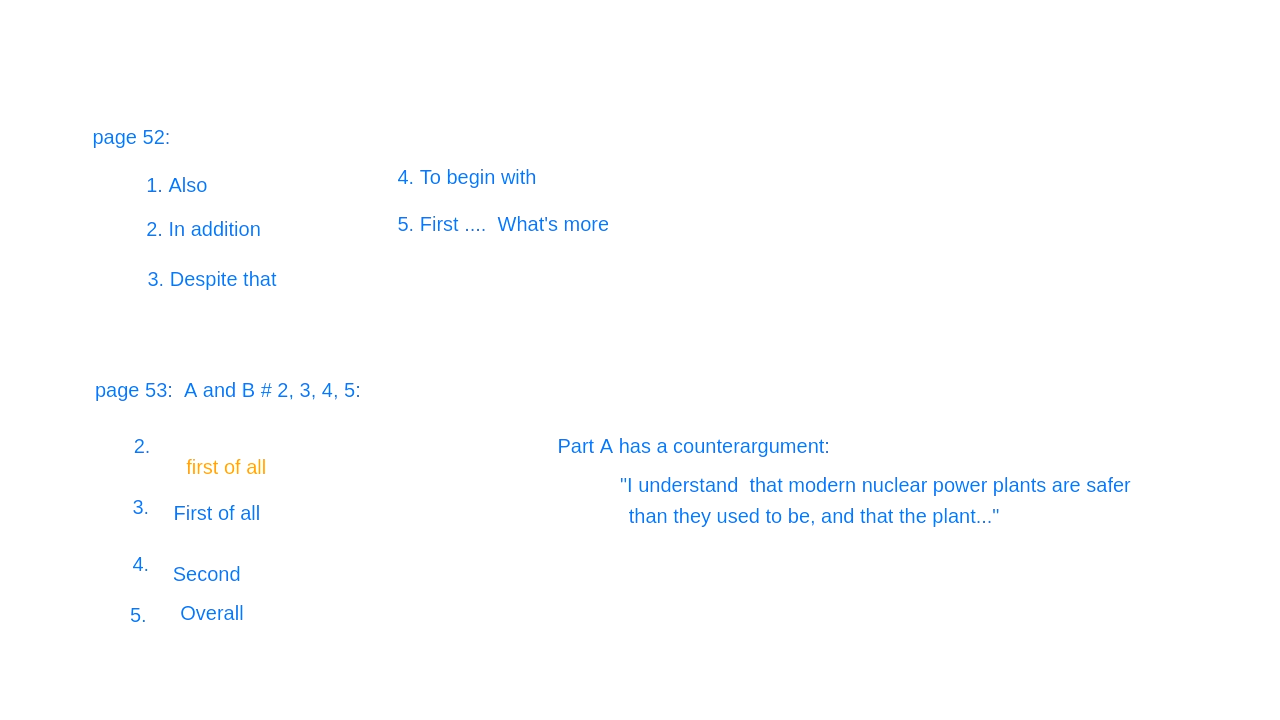 page 52:
1. Also
2. In addition
3. Despite that
4. To begin with
5. First ....  What's more
page 53:  A and B # 2, 3, 4, 5:
2.
first of all
3.
First of all
4.
Second
5.
Overall
Part A has a counterargument:
"I understand  that modern nuclear power plants are safer
than they used to be, and that the plant..."